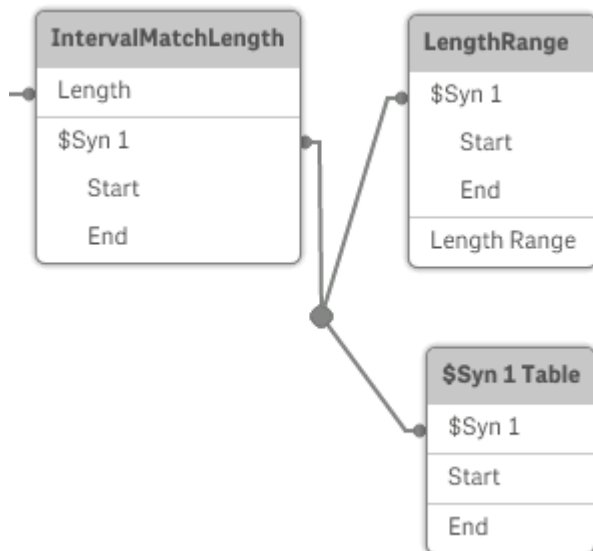 IntervalMatchLength
Length
$Syn 1
Start
End
LengthRange
$Syn 1
Start
End
Length Range
$Syn 1 Table
$Syn 1
Start
End